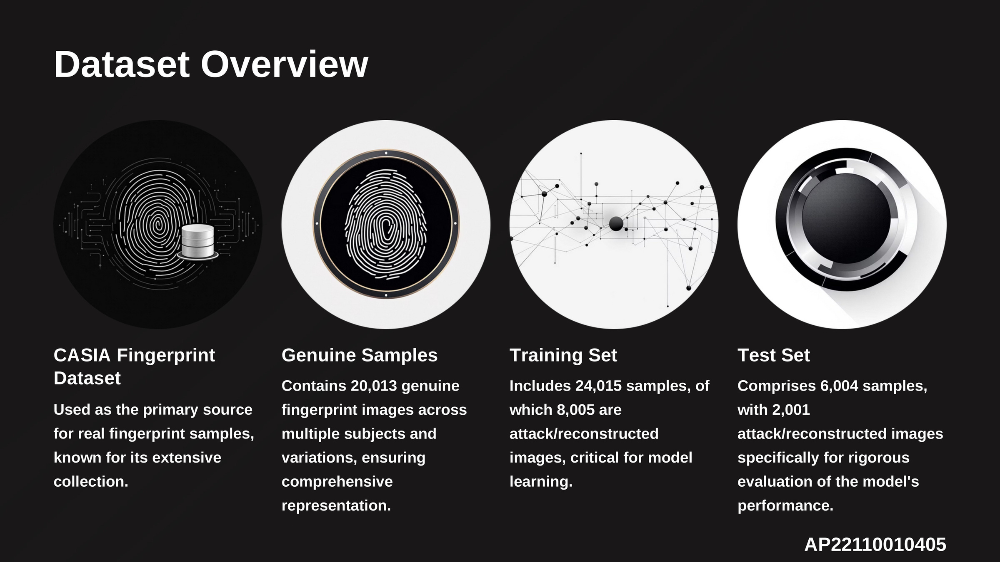 Dataset Overview
CASIA Fingerprint
Dataset
Used as the primary source
for real fingerprint samples,
known for its extensive
collection.
Genuine Samples
Contains 20,013 genuine
fingerprint images across
multiple subjects and
variations, ensuring
comprehensive
representation.
Training Set
Includes 24,015 samples, of
which 8,005 are
attack/reconstructed
images, critical for model
learning.
Test Set
Comprises 6,004 samples,
with 2,001
attack/reconstructed images
specifically for rigorous
evaluation of the model's
performance.
AP22110010405